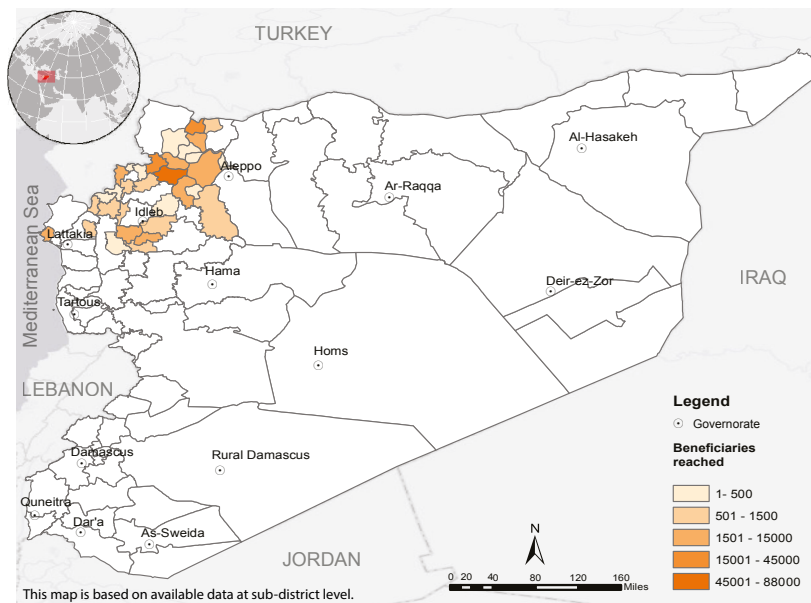 TURKEY
Al-Hasakeh
Aleppo
Ar-Raqqa
Mediterranean Sea
Idleb
Lattakia
Hama
Deir-ez-Zor
IRAQ
Tartous
Homs
LEBANON
Legend
Governorate
Beneficiaries
reached
Damascus
Rural Damascus
1- 500
Quneitra
501 - 1500
Dar'a
As-Sweida
1501 - 15000
N
15001 - 45000
JORDAN
0 20 40 80 120 160
Miles
45001 - 88000
This map is based on available data at sub-district level.